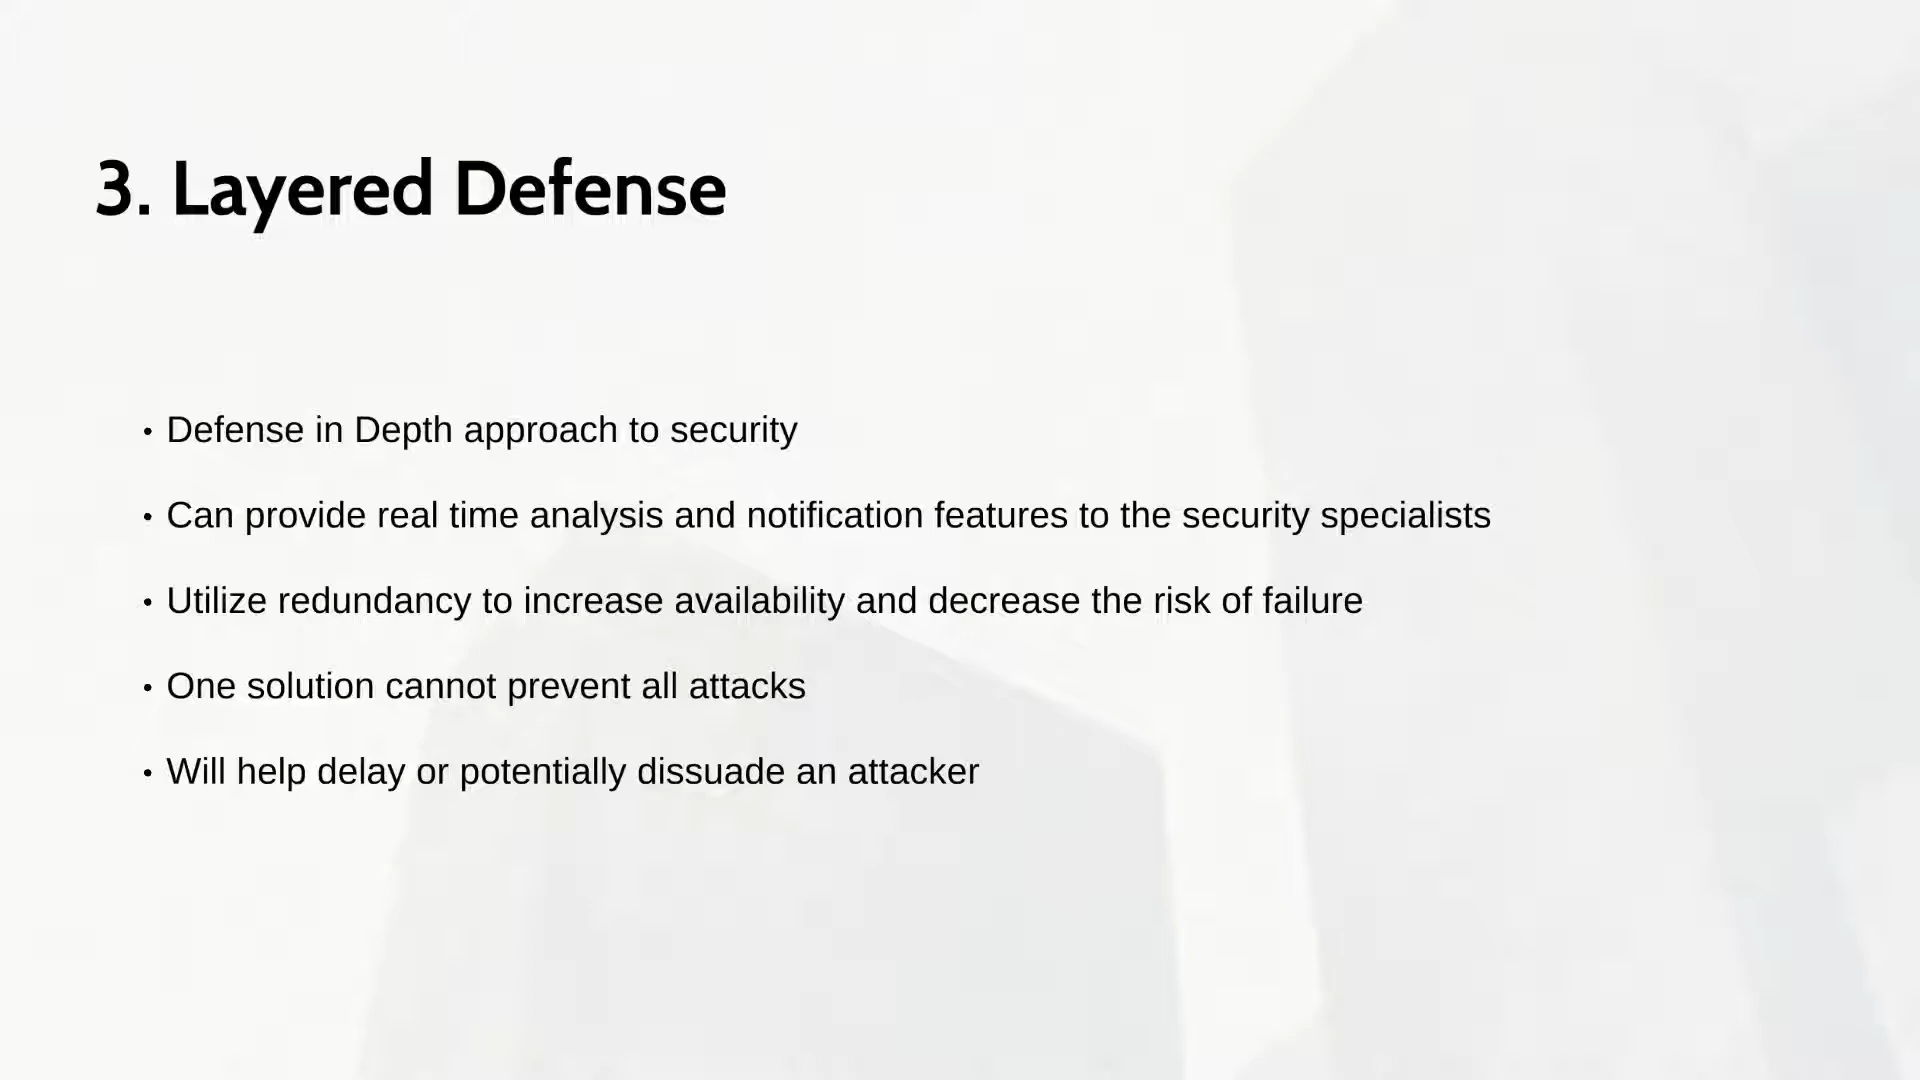 3. Layered Defense
• Defense in Depth approach to security
• Can provide real time analysis and notification features to the security specialists
• Utilize redundancy to increase availability and decrease the risk of failure
• One solution cannot prevent all attacks
• Will help delay or potentially dissuade an attacker